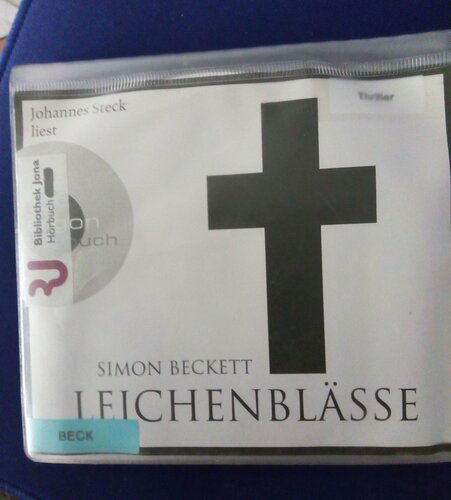 Johannes Steck
liest
Thriller
Bibliothek Jona
Hörbuch
SIMON BECKETT
LEICHENBLÄSSE
BECK